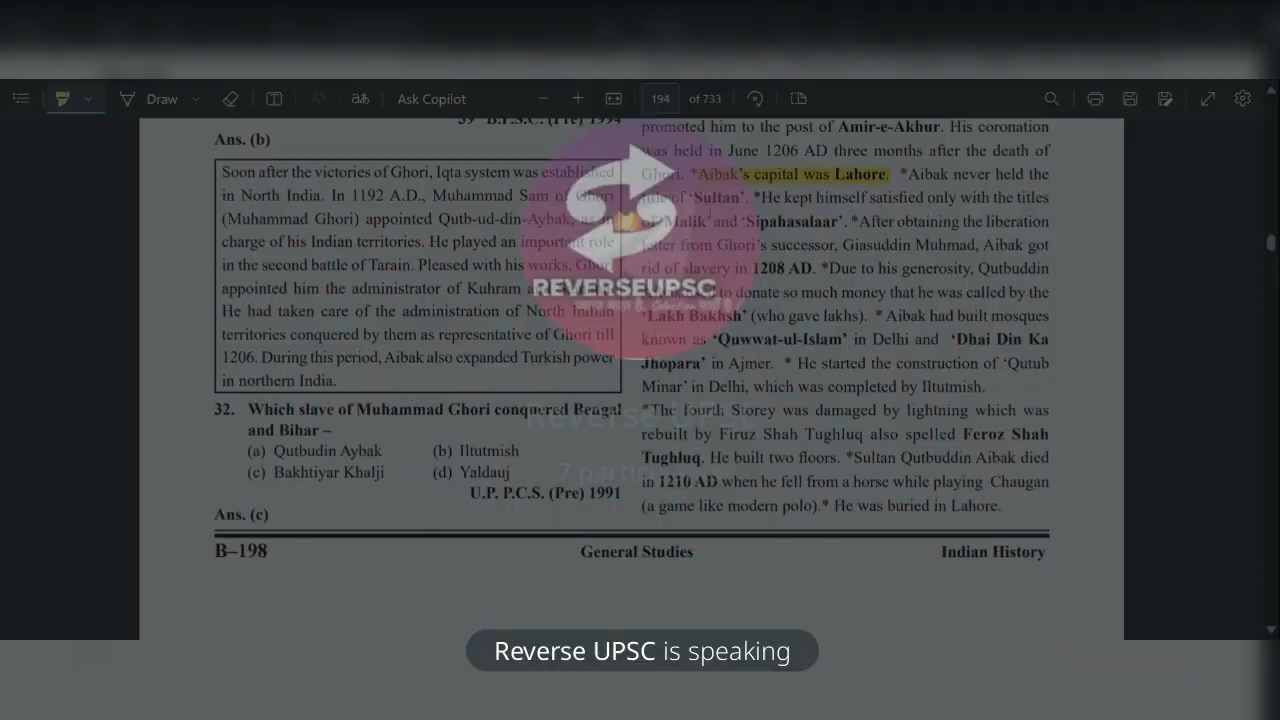 Draw
Ask Copilot
194 of 733
39th B.P.S.C. (Pre) 1994
Ans. (b)
Soon after the victories of Ghori, Iqta system was established
in North India. In 1192 A.D., Muhammad Sam of Ghori
(Muhammad Ghori) appointed Qutb-ud-din-Aybak, as in
charge of his Indian territories. He played an important role
in the second battle of Tarain. Pleased with his works, Ghori
appointed him the administrator of Kuhram
He had taken care of the administration of North Indian
territories conquered by them as representative of Ghori till
1206. During this period, Aibak also expanded Turkish power
in northern India.
32. Which slave of Muhammad Ghori conquered Bengal
and Bihar –
(a) Qutbudin Aybak (b) Iltutmish
(c) Bakhtiyar Khalji (d) Yaldauj
U.P. P.C.S. (Pre) 1991
Ans. (c)
promoted him to the post of Amir-e-Akhur. His coronation
was held in June 1206 AD three months after the death of
Ghori. *Aibak's capital was Lahore. *Aibak never held the
title of 'Sultan'. *He kept himself satisfied only with the titles
of 'Malik' and 'Sipahasalaar'. *After obtaining the liberation
letter from Ghori's successor, Giasuddin Muhmad, Aibak got
rid of slavery in 1208 AD. *Due to his generosity, Qutbuddin
to donate so much money that he was called by the
'Lakh Bakhsh' (who gave lakhs). * Aibak had built mosques
known as 'Quwwat-ul-Islam' in Delhi and 'Dhai Din Ka
Jhopara' in Ajmer. * He started the construction of 'Qutub
Minar' in Delhi, which was completed by Iltutmish.
*The fourth Storey was damaged by lightning which was
rebuilt by Firuz Shah Tughluq also spelled Feroz Shah
Tughluq. He built two floors. *Sultan Qutbuddin Aibak died
in 1210 AD when he fell from a horse while playing Chaugan
(a game like modern polo).* He was buried in Lahore.
B–198 General Studies Indian History
REVERSEUPSC
Reverse UPSC
Reverse UPSC is speaking